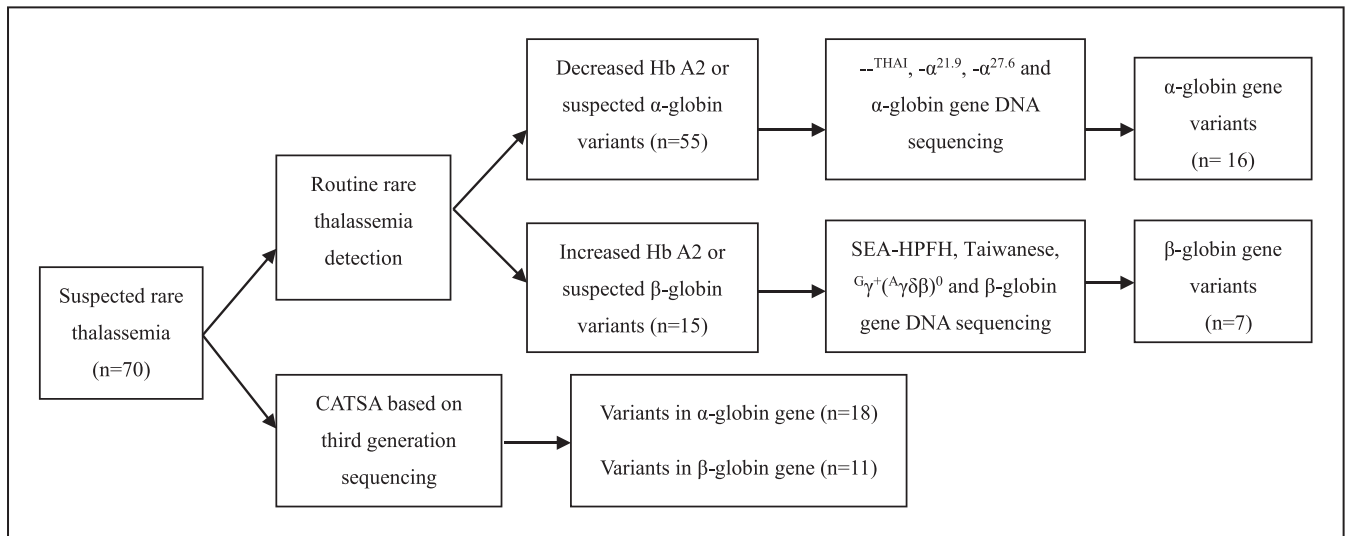 Suspected rare
thalassemia
(n=70)
Routine rare
thalassemia
detection
Decreased Hb A2 or
suspected α-globin
variants (n=55)
--ᵀᴴᴬᴵ, -α²¹·⁹, -α²⁷·⁶ and
α-globin gene DNA
sequencing
α-globin gene
variants
(n= 16)
Increased Hb A2 or
suspected β-globin
variants (n=15)
SEA-HPFH, Taiwanese,
ᴳγ⁺(ᴬγδβ)⁰ and β-globin
gene DNA sequencing
β-globin gene
variants
(n=7)
CATSA based on
third generation
sequencing
Variants in α-globin gene (n=18)
Variants in β-globin gene (n=11)